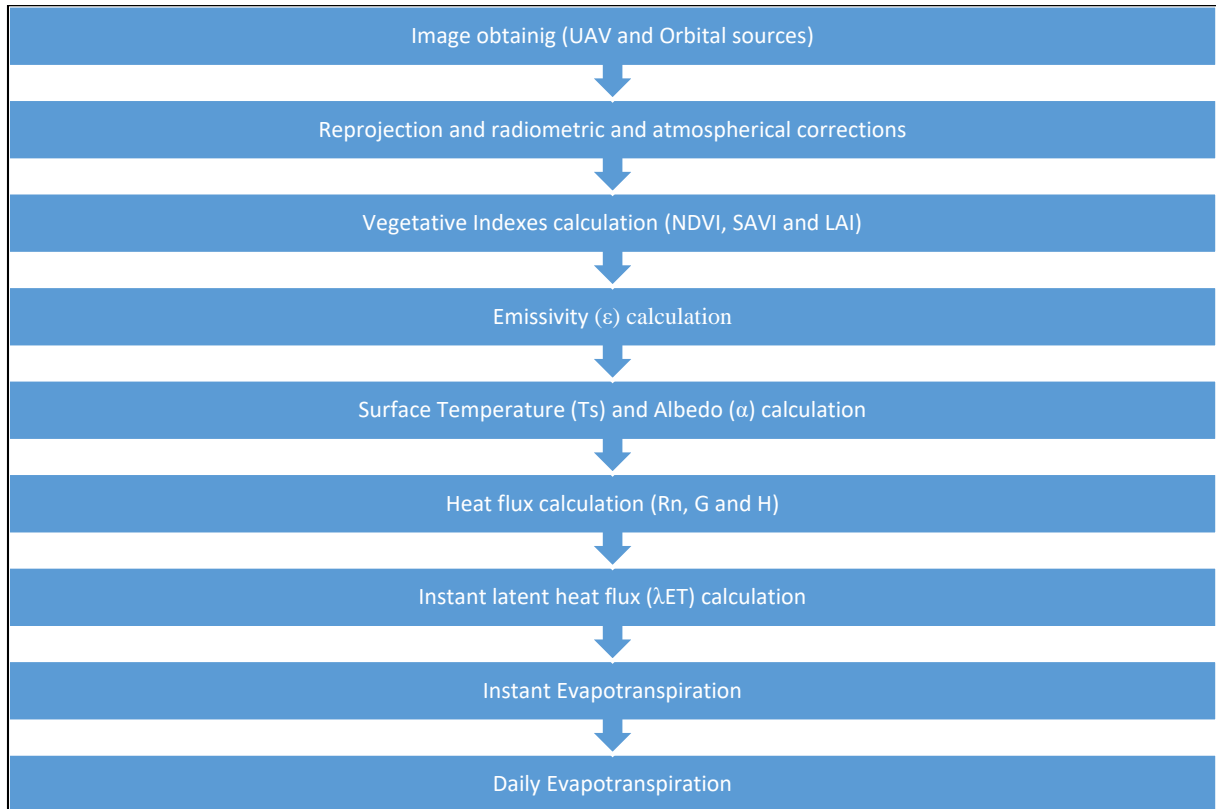 Image obtainig (UAV and Orbital sources)
Reprojection and radiometric and atmospherical corrections
Vegetative Indexes calculation (NDVI, SAVI and LAI)
Emissivity (ε) calculation
Surface Temperature (Ts) and Albedo (α) calculation
Heat flux calculation (Rn, G and H)
Instant latent heat flux (λET) calculation
Instant Evapotranspiration
Daily Evapotranspiration